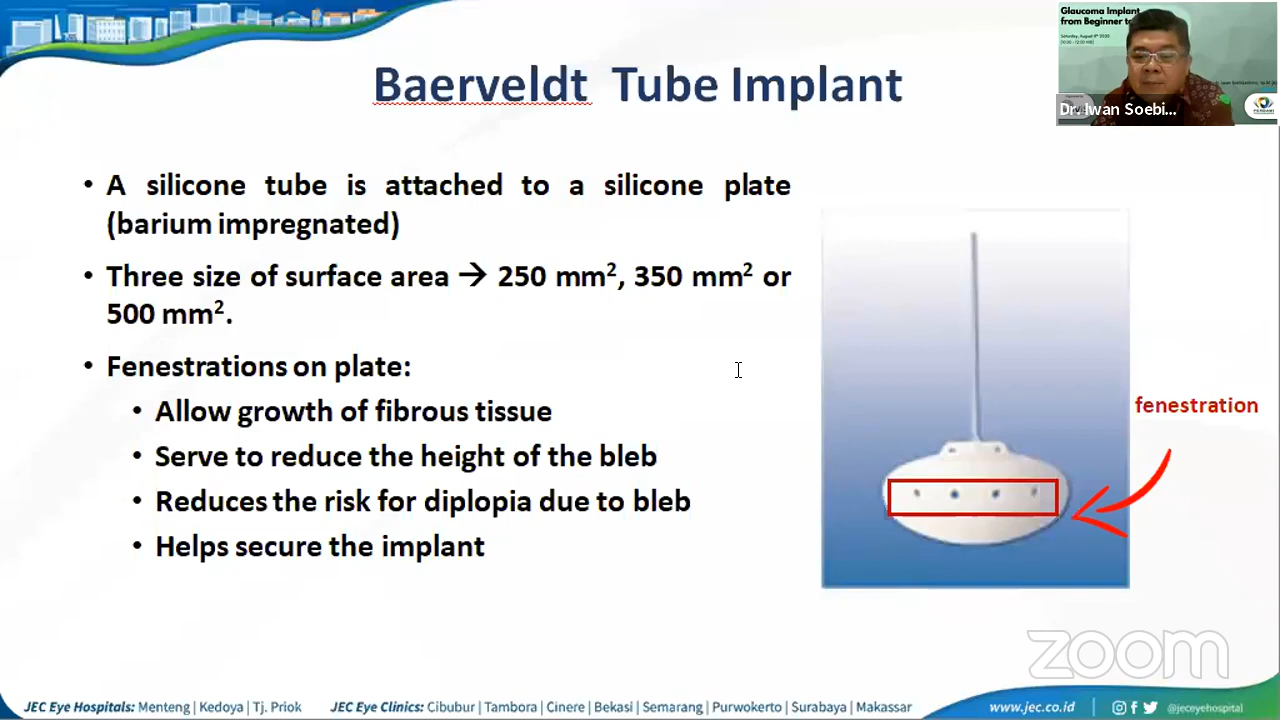 Glaucoma Implant
from Beginner to
Saturday, August 8th 2020
Dr. Iwan Soebi...
Baerveldt Tube Implant
• A silicone tube is attached to a silicone plate
(barium impregnated)
• Three size of surface area → 250 mm², 350 mm² or
500 mm².
• Fenestrations on plate:
• Allow growth of fibrous tissue
• Serve to reduce the height of the bleb
• Reduces the risk for diplopia due to bleb
• Helps secure the implant
fenestration
zoom
JEC Eye Hospitals: Menteng | Kedoya | Tj. Priok
JEC Eye Clinics: Cibubur | Tambora | Cinere | Bekasi | Semarang | Purwokerto | Surabaya | Makassar
www.jec.co.id
@jeceyehospital